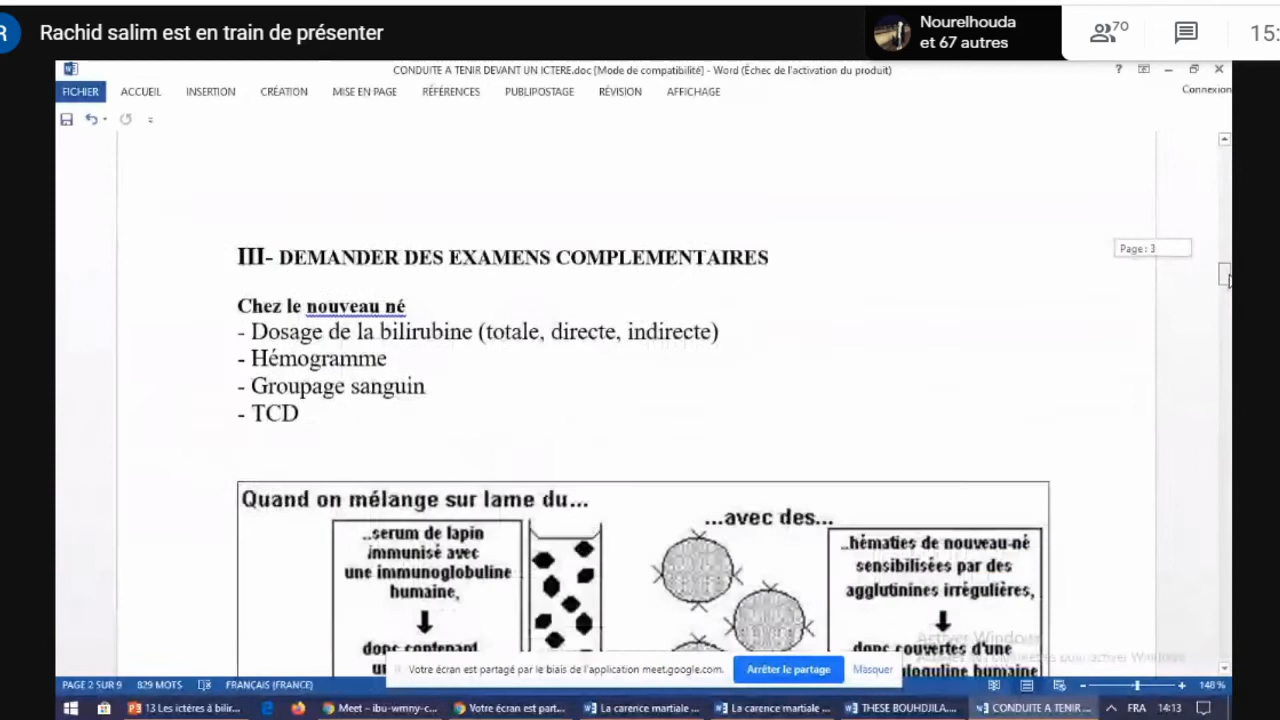 R
Rachid salim est en train de présenter
Nourelhouda
et 67 autres
70
15:
CONDUITE A TENIR DEVANT UN ICTERE.doc [Mode de compatibilité] - Word (Échec de l'activation du produit)
FICHIER ACCUEIL INSERTION CRÉATION MISE EN PAGE RÉFÉRENCES PUBLIPOSTAGE RÉVISION AFFICHAGE
Connexion
Page : 3
III- DEMANDER DES EXAMENS COMPLEMENTAIRES
Chez le nouveau né
- Dosage de la bilirubine (totale, directe, indirecte)
- Hémogramme
- Groupage sanguin
- TCD
Quand on mélange sur lame du...
..serum de lapin
immunisé avec
une immunoglobuline
humaine,
donc contenant
...avec des...
..hématies de nouveau-né
sensibilisées par des
agglutinines irrégulières,
donc couvertes d'une
Activer Windows
Votre écran est partagé par le biais de l'application meet.google.com.
Arrêter le partage
Masquer
PAGE 2 SUR 9 829 MOTS FRANÇAIS (FRANCE)
148 %
13 Les ictères à bilir...
Meet – ibu-wmny-c...
Votre écran est part...
La carence martiale ...
La carence martiale ...
THESE BOUHDJILA....
CONDUITE A TENIR ...
FRA
14:13